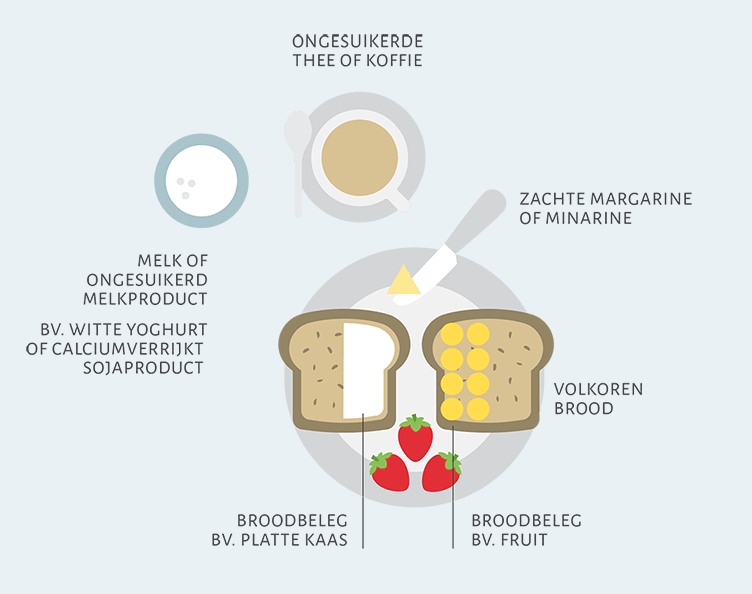 ONGESUIKERDE
THEE OF KOFFIE
ZACHTE MARGARINE
OF MINARINE
MELK OF
ONGESUIKERD
MELKPRODUCT
BV. WITTE YOGHURT
OF CALCIUMVERRIJKT
SOJAPRODUCT
VOLKOREN
BROOD
BROODBELEG
BV. PLATTE KAAS
BROODBELEG
BV. FRUIT